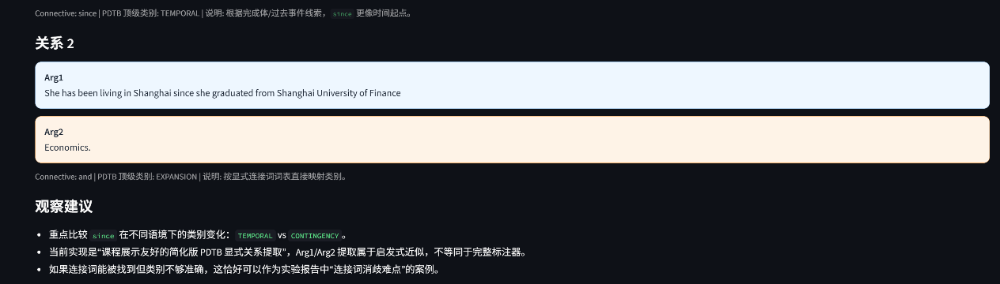 Connective: since | PDTB 顶级类别: TEMPORAL | 说明: 根据完成体/过去事件线索， since 更像时间起点。
关系 2
Arg1
She has been living in Shanghai since she graduated from Shanghai University of Finance
Arg2
Economics.
Connective: and | PDTB 顶级类别: EXPANSION | 说明: 按显式连接词词表直接映射类别。
观察建议
• 重点比较 since 在不同语境下的类别变化： TEMPORAL vs CONTINGENCY 。
• 当前实现是“课程展示友好的简化版 PDTB 显式关系提取”，Arg1/Arg2 提取属于启发式近似，不等同于完整标注器。
• 如果连接词能被找到但类别不够准确，这恰好可以作为实验报告中“连接词消歧难点”的案例。